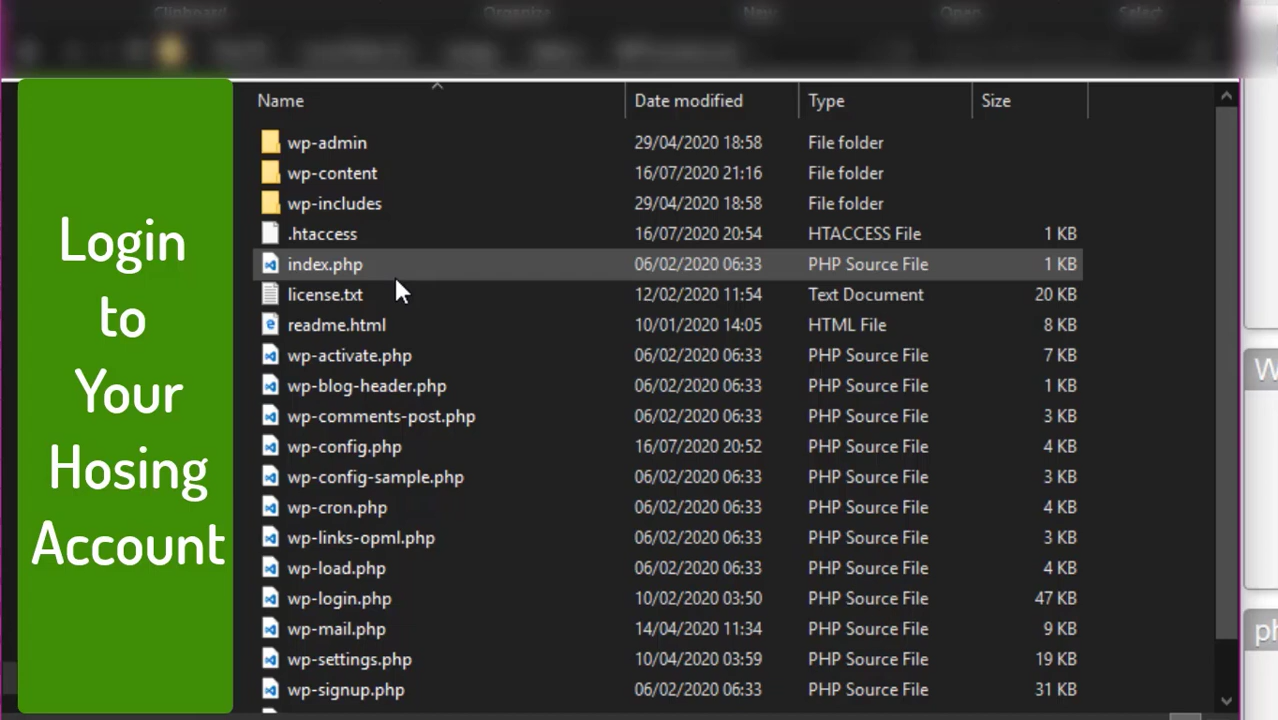 Clipboard
Organize
New
Open
Select
Login
to
Your
Hosing
Account
Name Date modified Type Size
wp-admin 29/04/2020 18:58 File folder
wp-content 16/07/2020 21:16 File folder
wp-includes 29/04/2020 18:58 File folder
.htaccess 16/07/2020 20:54 HTACCESS File 1 KB
index.php 06/02/2020 06:33 PHP Source File 1 KB
license.txt 12/02/2020 11:54 Text Document 20 KB
readme.html 10/01/2020 14:05 HTML File 8 KB
wp-activate.php 06/02/2020 06:33 PHP Source File 7 KB
wp-blog-header.php 06/02/2020 06:33 PHP Source File 1 KB
wp-comments-post.php 06/02/2020 06:33 PHP Source File 3 KB
wp-config.php 16/07/2020 20:52 PHP Source File 4 KB
wp-config-sample.php 06/02/2020 06:33 PHP Source File 3 KB
wp-cron.php 06/02/2020 06:33 PHP Source File 4 KB
wp-links-opml.php 06/02/2020 06:33 PHP Source File 3 KB
wp-load.php 06/02/2020 06:33 PHP Source File 4 KB
wp-login.php 10/02/2020 03:50 PHP Source File 47 KB
wp-mail.php 14/04/2020 11:34 PHP Source File 9 KB
wp-settings.php 10/04/2020 03:59 PHP Source File 19 KB
wp-signup.php 06/02/2020 06:33 PHP Source File 31 KB
W
ph